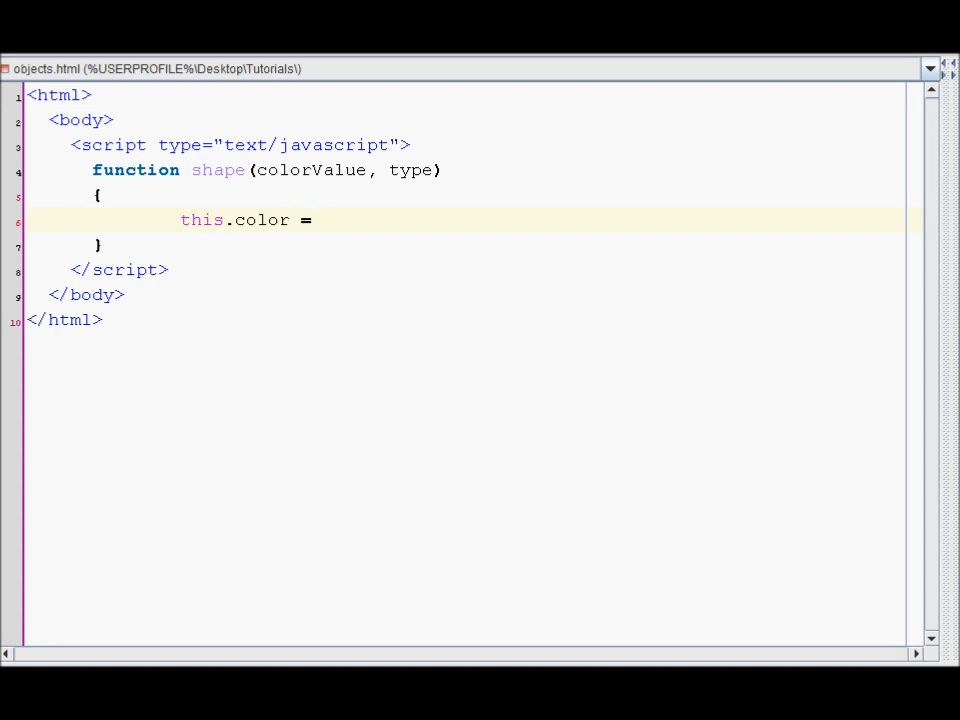 objects.html (%USERPROFILE%\Desktop\Tutorials\)
1 <html>
2 <body>
3 <script type="text/javascript">
4 function shape(colorValue, type)
5 {
6 this.color =
7 }
8 </script>
9 </body>
10 </html>